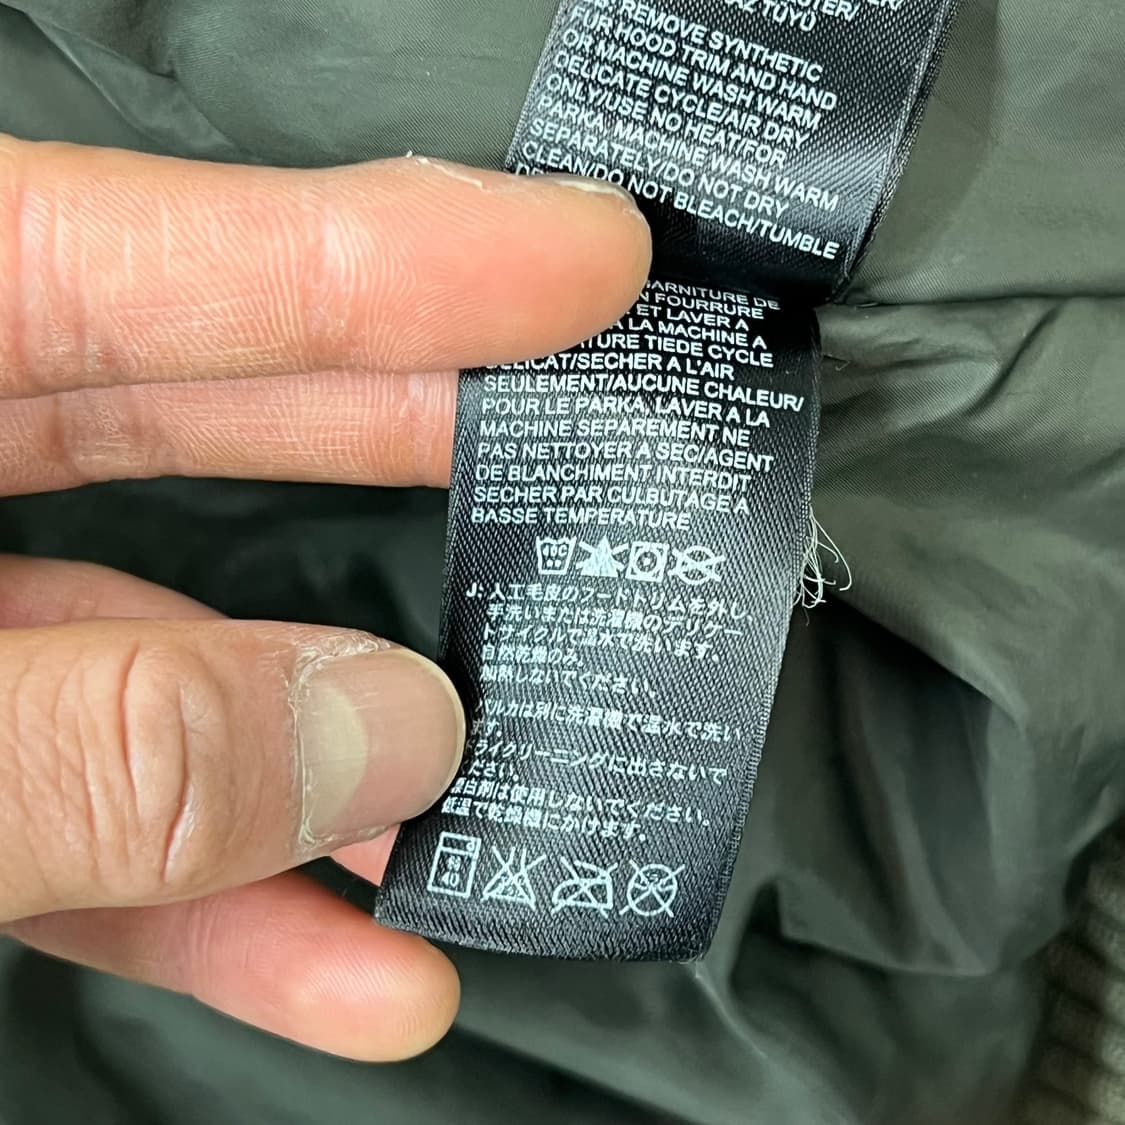 TUYU
REMOVE SYNTHETIC
FUR HOOD TRIM AND HAND
OR MACHINE WASH WARM
DELICATE CYCLE/AIR DRY
ONLY/USE NO HEAT/FOR
PARKA, MACHINE WASH WARM
SEPARATELY/DO NOT DRY
CLEAN/DO NOT BLEACH/TUMBLE
GARNITURE DE
FOURRURE
ET LAVER A
LA MACHINE A
TIEDE CYCLE
DELICAT/SECHER A L'AIR
SEULEMENT/AUCUNE CHALEUR/
POUR LE PARKA, LAVER A LA
MACHINE SEPAREMENT NE
PAS NETTOYER A SEC/AGENT
DE BLANCHIMENT INTERDIT
SECHER PAR CULBUTAGE A
BASSE TEMPERATURE
40C
J: 人工毛皮のフードトリムを外し、
手洗いまたは洗濯機のデリケー
トサイクルで温水で洗います。
自然乾燥のみ。
加熱しないでください。
パルカは別に洗濯機で温水で洗い
ます。
ドライクリーニングに出さないで
ください。
漂白剤は使用しないでください。
低温で乾燥機にかけます。
40